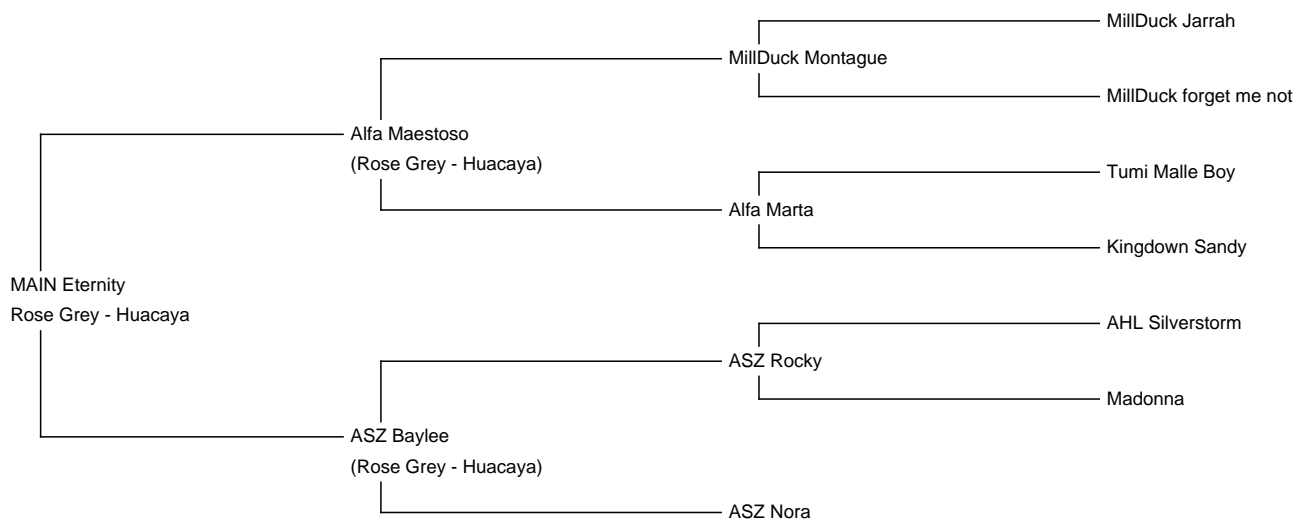 MillDuck Jarrah
MillDuck Montague
MillDuck forget me not
Alfa Maestoso
(Rose Grey - Huacaya)
Tumi Malle Boy
Alfa Marta
Kingdown Sandy
MAIN Eternity
Rose Grey - Huacaya
AHL Silverstorm
ASZ Rocky
Madonna
ASZ Baylee
(Rose Grey - Huacaya)
ASZ Nora